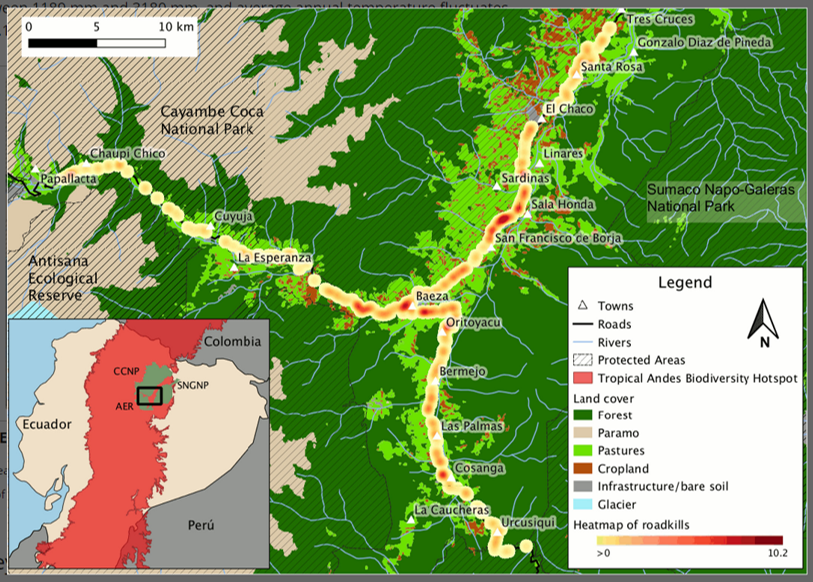 0 5 10 km
Tres Cruces
Gonzalo Diaz de Pineda
Santa Rosa
El Chaco
Cayambe Coca
National Park
Chaupi Chico
Papallacta
Linares
Sardinas
Sumaco Napo-Galeras
National Park
Sala Honda
Cuyuja
San Francisco de Borja
La Esperanza
Antisana
Ecological
Reserve
Baeza
Oritoyacu
Bermejo
Las Palmas
Cosanga
La Caucheras
Urcusiqui
Colombia
CCNP
SNGNP
AER
Ecuador
Perú
Legend
Towns
Roads
Rivers
Protected Areas
Tropical Andes Biodiversity Hotspot
N
Land cover
Forest
Paramo
Pastures
Cropland
Infrastructure/bare soil
Glacier
Heatmap of roadkills
>0 10.2